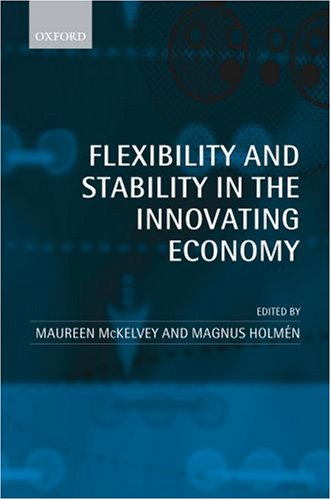 OXFORD
FLEXIBILITY AND
STABILITY IN THE
INNOVATING
ECONOMY
EDITED BY
MAUREEN McKELVEY AND MAGNUS HOLMÉN